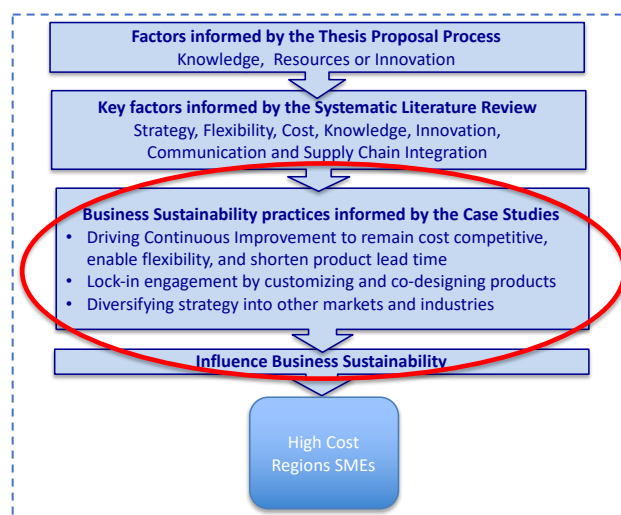 Factors informed by the Thesis Proposal Process
Knowledge, Resources or Innovation
Key factors informed by the Systematic Literature Review
Strategy, Flexibility, Cost, Knowledge, Innovation,
Communication and Supply Chain Integration
Business Sustainability practices informed by the Case Studies
• Driving Continuous Improvement to remain cost competitive,
enable flexibility, and shorten product lead time
• Lock-in engagement by customizing and co-designing products
• Diversifying strategy into other markets and industries
Influence Business Sustainability
High Cost
Regions SMEs